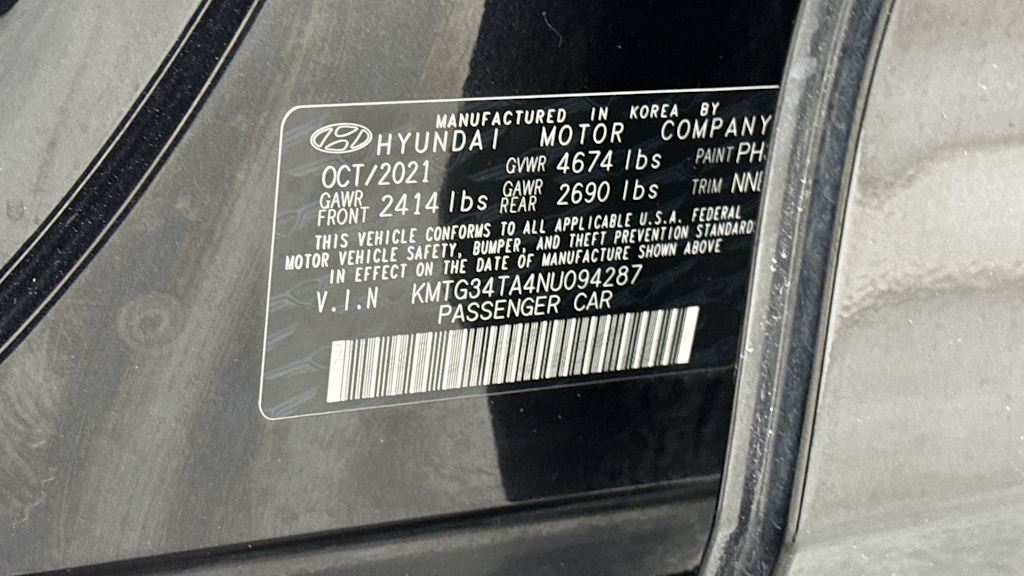 MANUFACTURED IN KOREA BY
HYUNDAI MOTOR COMPANY
OCT/2021 GVWR 4674 lbs PAINT
GAWR FRONT 2414 lbs GAWR REAR 2690 lbs TRIM
THIS VEHICLE CONFORMS TO ALL APPLICABLE U.S.A. FEDERAL
MOTOR VEHICLE SAFETY, BUMPER, AND THEFT PREVENTION STANDARD
IN EFFECT ON THE DATE OF MANUFACTURE SHOWN ABOVE
V.I.N KMTG34TA4NU094287
PASSENGER CAR